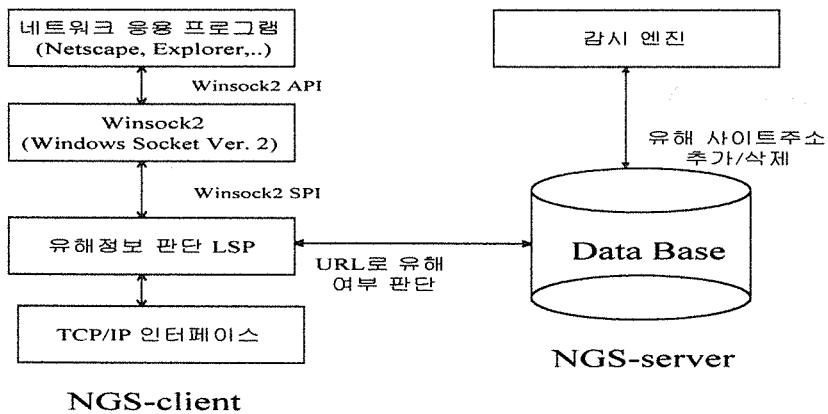 네트워크 응용 프로그램
(Netscape, Explorer,..)
Winsock2 API
Winsock2
(Windows Socket Ver. 2)
Winsock2 SPI
유해정보 판단 LSP
TCP/IP 인터페이스
NGS-client
URL로 유해
여부 판단
감시 엔진
유해 사이트주소
추가/삭제
Data Base
NGS-server